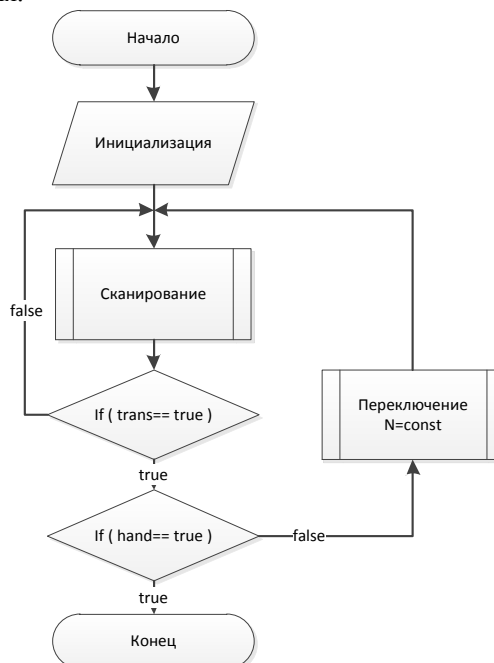 Начало
Инициализация
Сканирование
false
If ( trans== true )
Переключение
N=const
true
If ( hand== true )
false
true
Конец